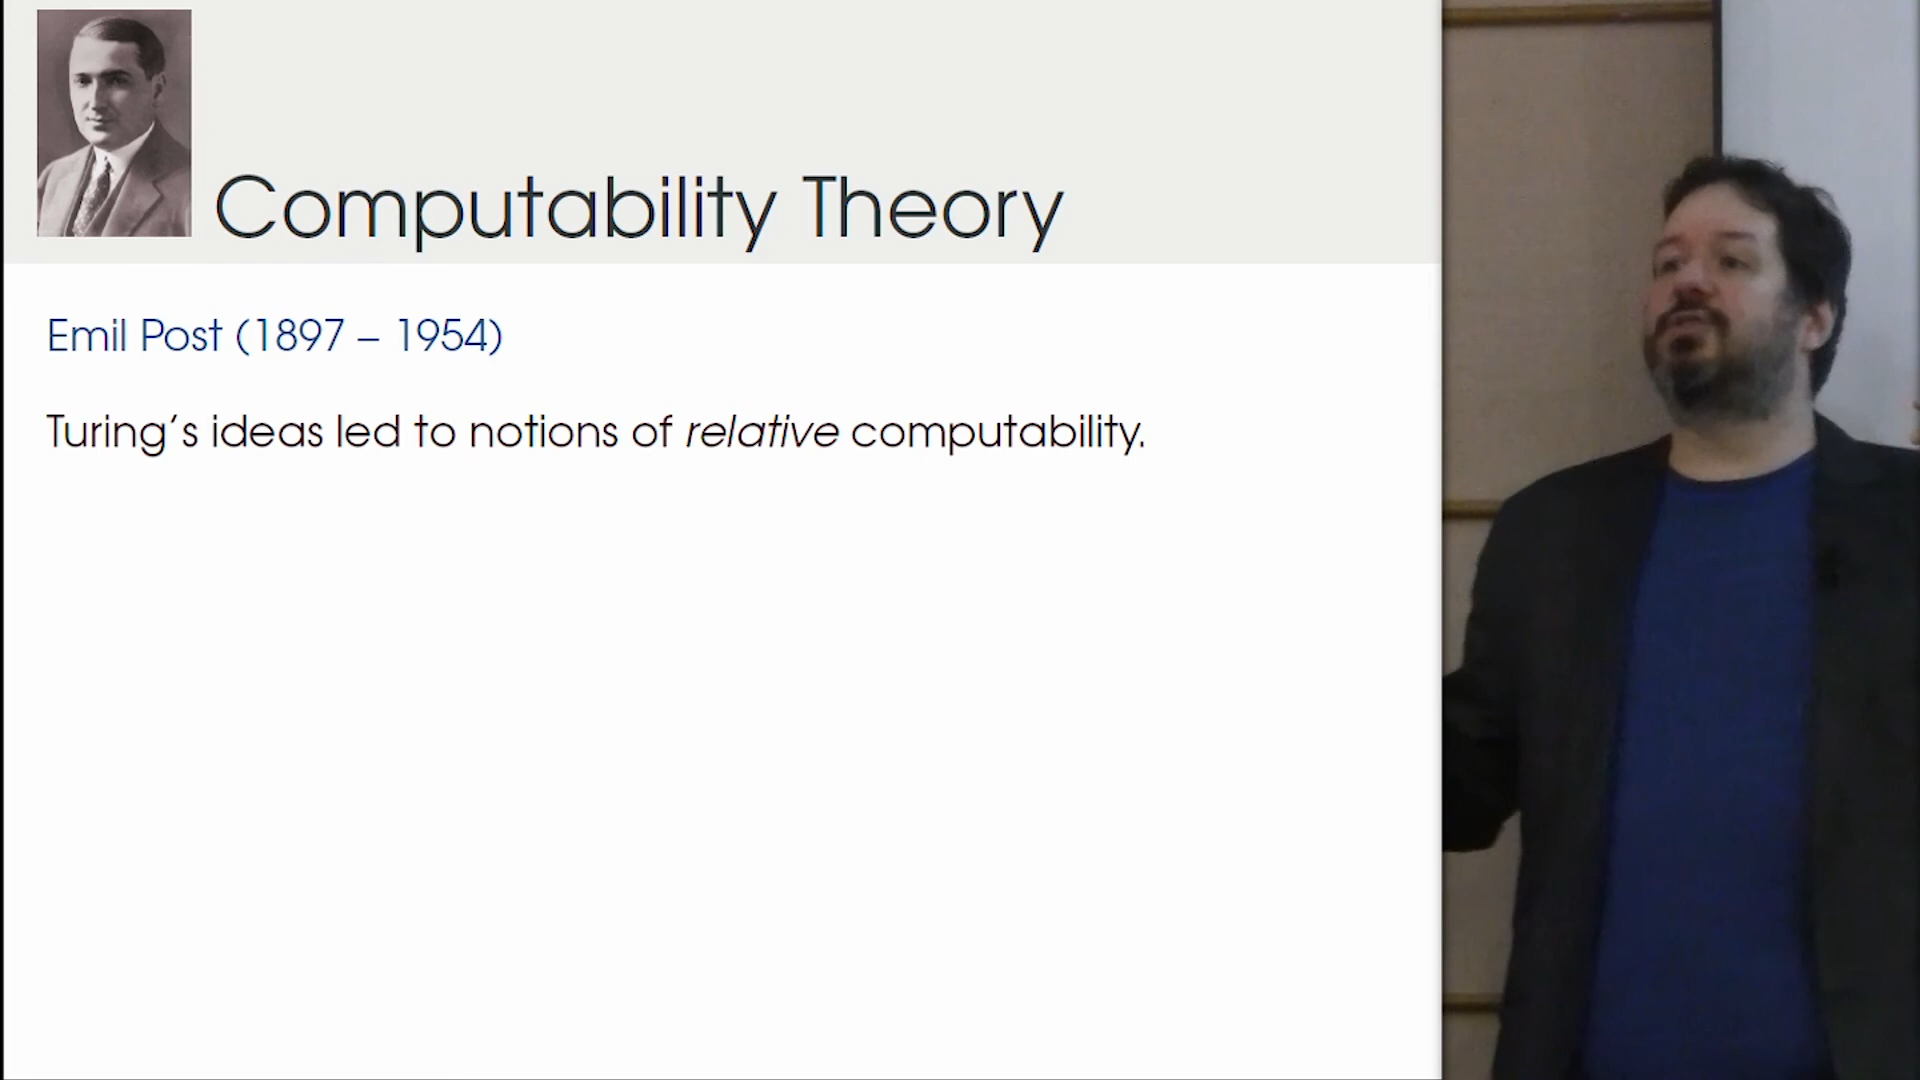 Computability Theory
Emil Post (1897 – 1954)
Turing's ideas led to notions of relative computability.